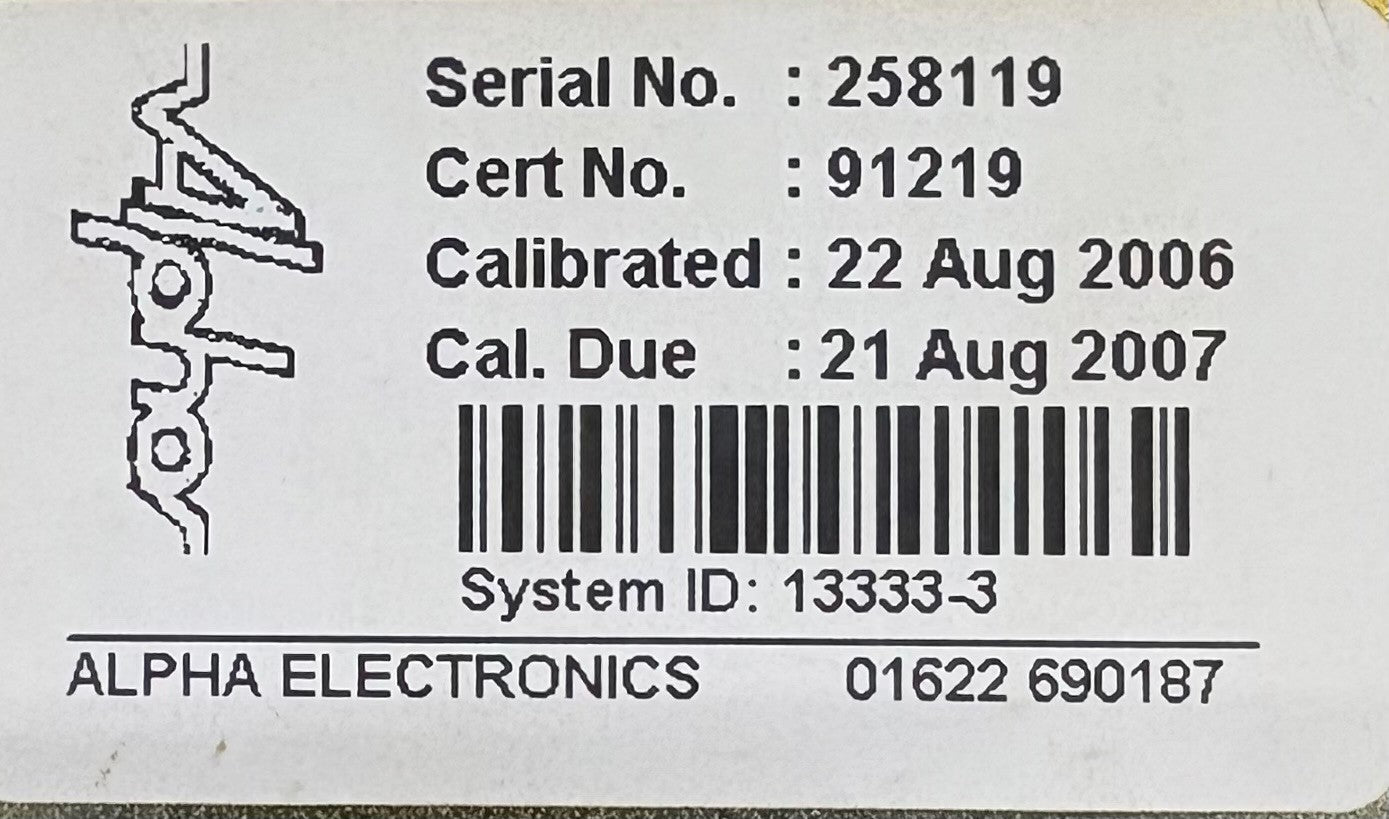 Serial No. : 258119
Cert No. : 91219
Calibrated : 22 Aug 2006
Cal. Due : 21 Aug 2007
System ID: 13333-3
ALPHA ELECTRONICS 01622 690187